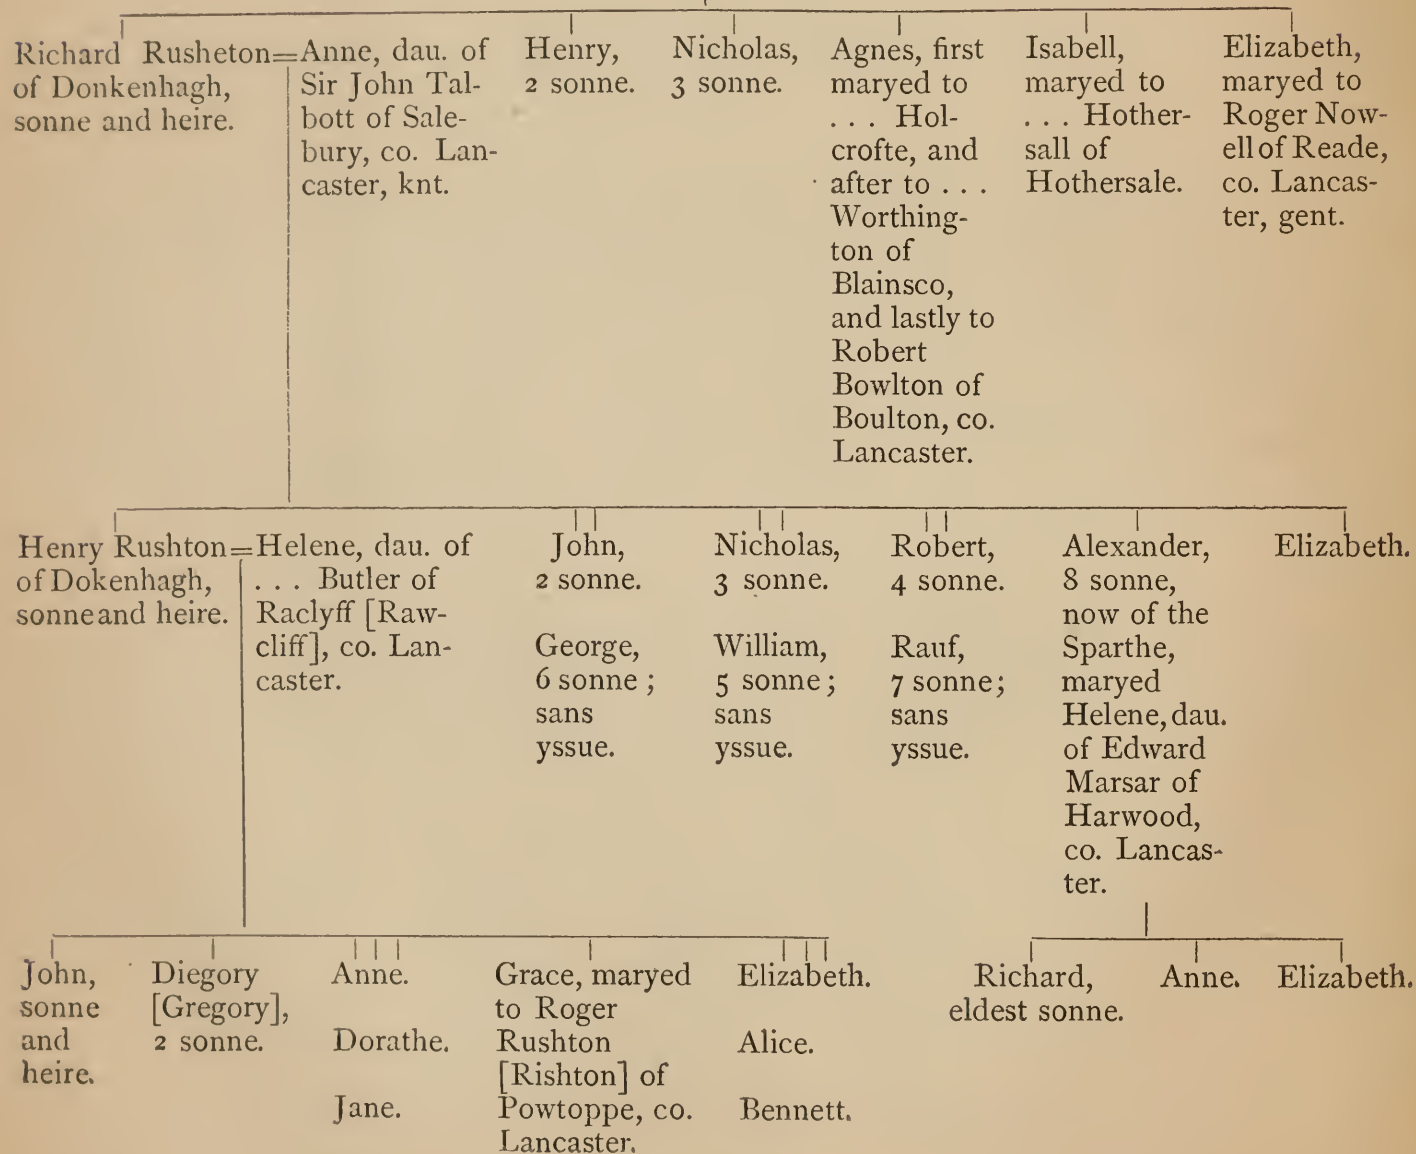 Richard Rusheton=Anne, dau. of
of Donkenhagh,
sonne and heire.
Sir John Tal-
bott of Sale-
bury, co. Lan-
caster, knt.
Henry,
2 sonne.
Nicholas,
3 sonne.
Agnes, first
maryed to
... Hol-
crofte, and
after to ...
Worthing-
ton of
Blainsco,
and lastly to
Robert
Bowlton of
Boulton, co.
Lancaster.
Isabell,
maryed to
... Hother-
sall of
Hothersale.
Elizabeth,
maryed to
Roger Now-
ell of Reade,
co. Lancas-
ter, gent.
Henry Rushton=Helene, dau. of
of Dokenhagh,
sonne and heire.
... Butler of
Raclyff [Raw-
cliff], co. Lan-
caster.
John,
2 sonne.
George,
6 sonne;
sans
yssue.
Nicholas,
3 sonne.
William,
5 sonne;
sans
yssue.
Robert,
4 sonne.
Rauf,
7 sonne;
sans
yssue.
Alexander,
8 sonne,
now of the
Sparthe,
maryed
Helene, dau.
of Edward
Marsar of
Harwood,
co. Lancas-
ter.
Elizabeth.
John,
sonne
and
heire.
Diegory
[Gregory],
2 sonne.
Anne.
Dorathe.
Jane.
Grace, maryed
to Roger
Rushton
[Rishton] of
Powtoppe, co.
Lancaster.
Elizabeth.
Alice.
Bennett.
Richard,
eldest sonne.
Anne.
Elizabeth.